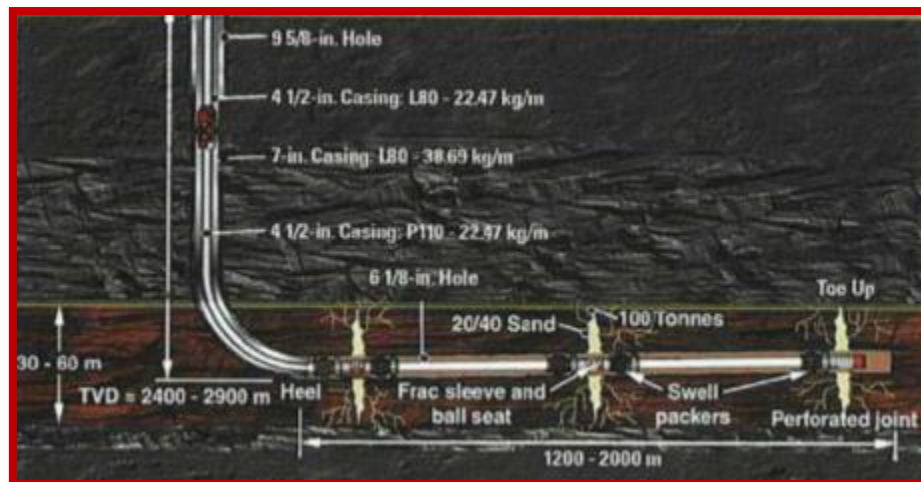 9 5/8-in. Hole
4 1/2-in. Casing: L80 - 22.47 kg/m
7-in. Casing: L80 - 38.69 kg/m
4 1/2-in. Casing: P110 - 22.47 kg/m
6 1/8-in. Hole
Toe Up
20/40 Sand
100 Tonnes
30 - 60 m
TVD = 2400 - 2900 m
Heel
Frac sleeve and
ball seat
Swell
packers
Perforated joint
1200 - 2000 m